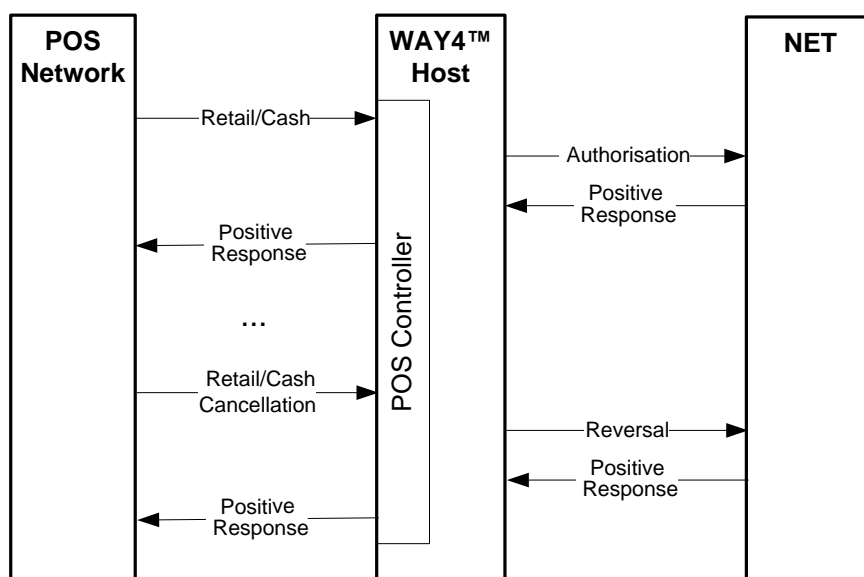 POS
Network
WAY4™
Host
NET
Retail/Cash
Authorisation
Positive
Response
Positive
Response
...
POS Controller
Retail/Cash
Cancellation
Reversal
Positive
Response
Positive
Response